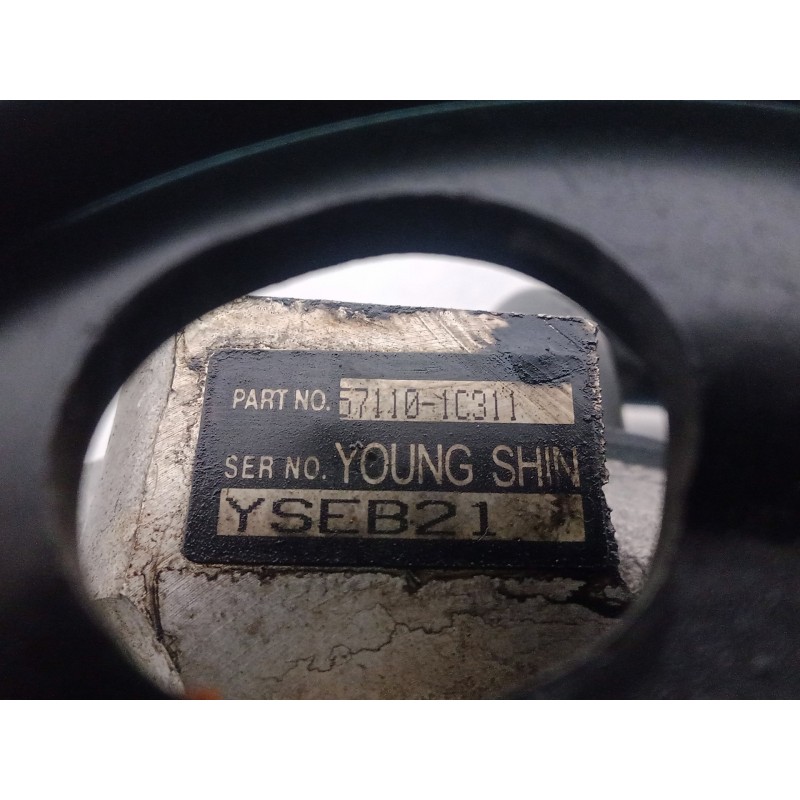 PART NO. 57110-1C311
SER NO. YOUNG SHIN
YSEB21